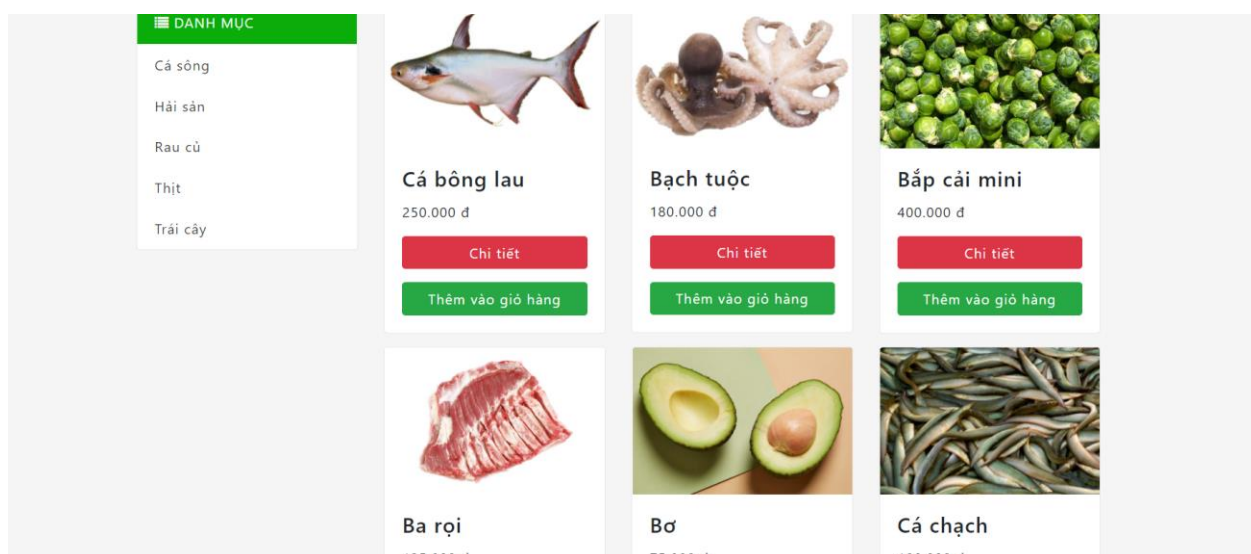 DANH MỤC
Cá sông
Hải sản
Rau củ
Thịt
Trái cây
Cá bông lau
250.000 đ
Chi tiết
Thêm vào giỏ hàng
Bạch tuộc
180.000 đ
Chi tiết
Thêm vào giỏ hàng
Bắp cải mini
400.000 đ
Chi tiết
Thêm vào giỏ hàng
Ba rọi
Bơ
Cá chạch